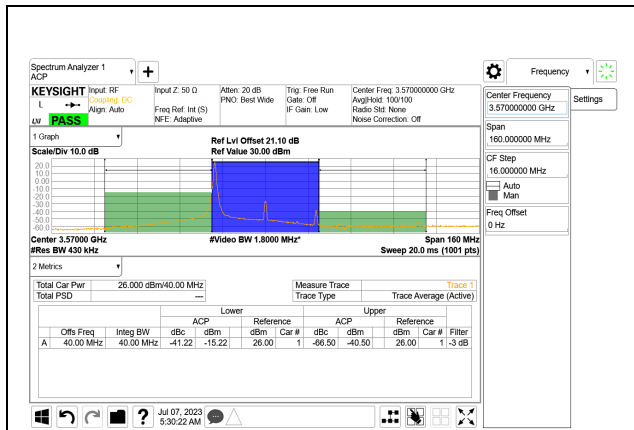 Spectrum Analyzer 1
ACP
Frequency
KEYSIGHT
L
LXI
PASS
Input: RF
Coupling: DC
Align: Auto
Input Z: 50 Ω
Freq Ref: Int (S)
NFE: Adaptive
Atten: 20 dB
PNO: Best Wide
Trig: Free Run
Gate: Off
IF Gain: Low
Center Freq: 3.570000000 GHz
Avg|Hold: 100/100
Radio Std: None
Noise Correction: Off
Center Frequency
3.570000000 GHz
Settings
Span
160.000000 MHz
CF Step
16.000000 MHz
Auto
Man
Freq Offset
0 Hz
1 Graph
Scale/Div 10.0 dB
Ref Lvl Offset 21.10 dB
Ref Value 30.00 dBm
20.0
10.0
0.00
-10.0
-20.0
-30.0
-40.0
-50.0
-60.0
Center 3.57000 GHz
#Video BW 1.8000 MHz*
Span 160 MHz
#Res BW 430 kHz
Sweep 20.0 ms (1001 pts)
2 Metrics
Total Car Pwr 26.000 dBm/40.00 MHz
Total PSD ---
Measure Trace Trace 1
Trace Type Trace Average (Active)
Lower Upper
ACP Reference ACP Reference
Offs Freq Integ BW dBc dBm dBm Car # dBc dBm dBm Car # Filter
A 40.00 MHz 40.00 MHz -41.22 -15.22 26.00 1 -66.50 -40.50 26.00 1 -3 dB
?
Jul 07, 2023
5:30:22 AM